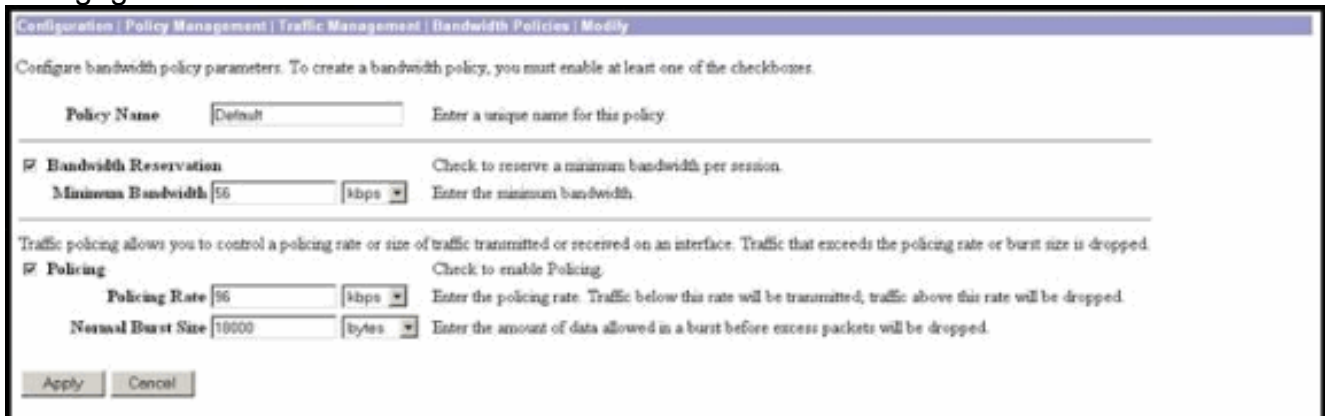 Configuration | Policy Management | Traffic Management | Bandwidth Policies | Modify
Configure bandwidth policy parameters. To create a bandwidth policy, you must enable at least one of the checkboxes.
Policy Name Default Enter a unique name for this policy.
Bandwidth Reservation Check to reserve a minimum bandwidth per session.
Minimum Bandwidth 56 kbps Enter the minimum bandwidth.
Traffic policing allows you to control a policing rate or size of traffic transmitted or received on an interface. Traffic that exceeds the policing rate or burst size is dropped.
Policing Check to enable Policing.
Policing Rate 96 kbps Enter the policing rate. Traffic below this rate will be transmitted, traffic above this rate will be dropped.
Normal Burst Size 18000 bytes Enter the amount of data allowed in a burst before excess packets will be dropped.
Apply Cancel